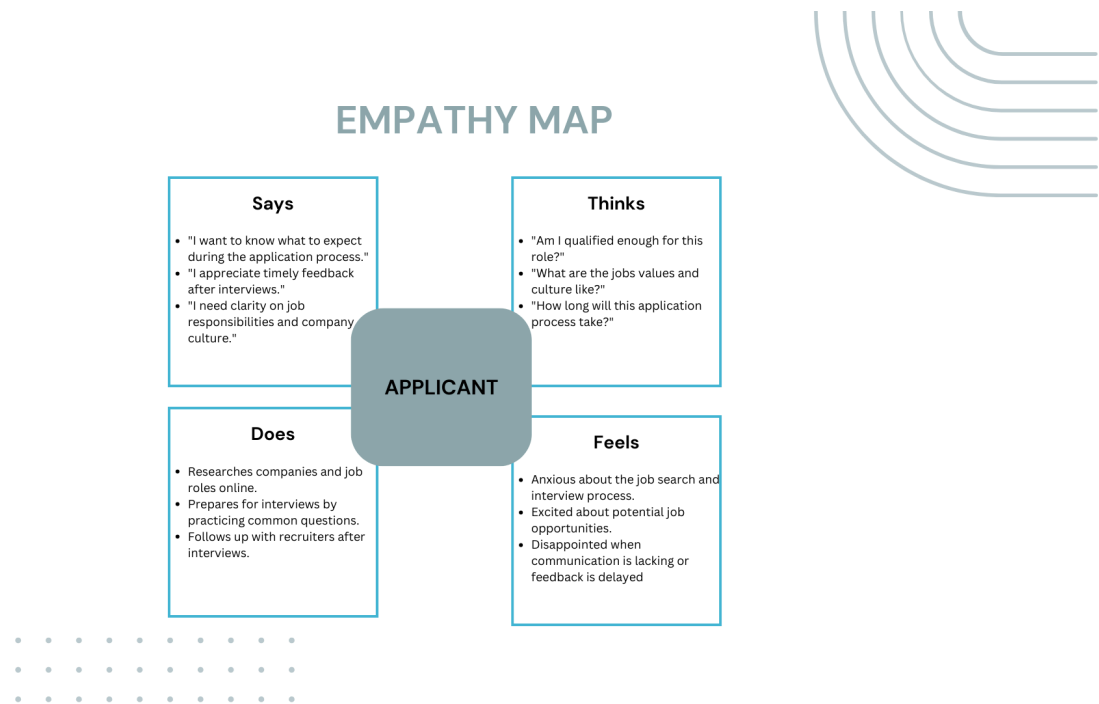 EMPATHY MAP
Says
• "I want to know what to expect
during the application process."
• "I appreciate timely feedback
after interviews."
• "I need clarity on job
responsibilities and company
culture."
Thinks
• "Am I qualified enough for this
role?"
• "What are the jobs values and
culture like?"
• "How long will this application
process take?"
APPLICANT
Does
• Researches companies and job
roles online.
• Prepares for interviews by
practicing common questions.
• Follows up with recruiters after
interviews.
Feels
• Anxious about the job search and
interview process.
• Excited about potential job
opportunities.
• Disappointed when
communication is lacking or
feedback is delayed